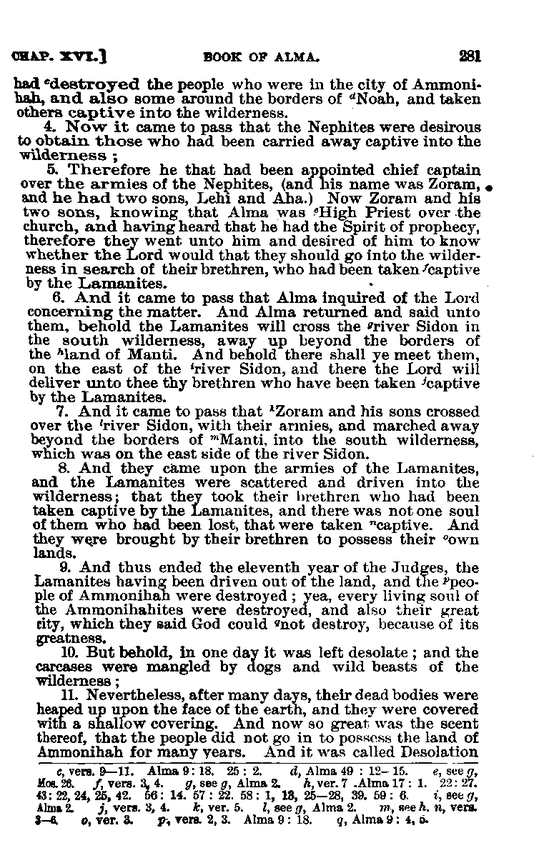 CHAP. XVI.] BOOK OF ALMA. 281
had ᶜdestroyed the people who were in the city of Ammoni-
hah, and also some around the borders of ᵈNoah, and taken
others captive into the wilderness.
4. Now it came to pass that the Nephites were desirous
to obtain those who had been carried away captive into the
wilderness ;
5. Therefore he that had been appointed chief captain
over the armies of the Nephites, (and his name was Zoram,
and he had two sons, Lehi and Aha.) Now Zoram and his
two sons, knowing that Alma was ᵉHigh Priest over the
church, and having heard that he had the Spirit of prophecy,
therefore they went unto him and desired of him to know
whether the Lord would that they should go into the wilder-
ness in search of their brethren, who had been taken ᶠcaptive
by the Lamanites.
6. And it came to pass that Alma inquired of the Lord
concerning the matter. And Alma returned and said unto
them, behold the Lamanites will cross the ᵍriver Sidon in
the south wilderness, away up beyond the borders of
the ʰland of Manti. And behold there shall ye meet them,
on the east of the ⁱriver Sidon, and there the Lord will
deliver unto thee thy brethren who have been taken ʲcaptive
by the Lamanites.
7. And it came to pass that ᵏZoram and his sons crossed
over the ˡriver Sidon, with their armies, and marched away
beyond the borders of ᵐManti, into the south wilderness,
which was on the east side of the river Sidon.
8. And they came upon the armies of the Lamanites,
and the Lamanites were scattered and driven into the
wilderness; that they took their brethren who had been
taken captive by the Lamanites, and there was not one soul
of them who had been lost, that were taken ⁿcaptive. And
they were brought by their brethren to possess their ᵒown
lands.
9. And thus ended the eleventh year of the Judges, the
Lamanites having been driven out of the land, and the ᵖpeo-
ple of Ammonihah were destroyed ; yea, every living soul of
the Ammonihahites were destroyed, and also their great
city, which they said God could qnot destroy, because of its
greatness.
10. But behold, in one day it was left desolate ; and the
carcases were mangled by dogs and wild beasts of the
wilderness ;
11. Nevertheless, after many days, their dead bodies were
heaped up upon the face of the earth, and they were covered
with a shallow covering. And now so great was the scent
thereof, that the people did not go in to possess the land of
Ammonihah for many years. And it was called Desolation
c, vers. 9—11. Alma 9: 18. 25: 2. d, Alma 49 : 12—15. e, see g,
Mos. 26. f, vers. 3, 4. g, see g, Alma 2. h, ver. 7. Alma 17: 1. 22: 27.
43: 22, 24, 25, 42. 56: 14. 57: 22. 58: 1, 13, 25—28, 39. 59: 6. i, see g,
Alma 2. j, vers. 3, 4. k, ver. 5. l, see g, Alma 2. m, see h. n, vers.
3—6. o, ver. 3. p, vers. 2, 3. Alma 9: 18. q, Alma 9: 4, 5.